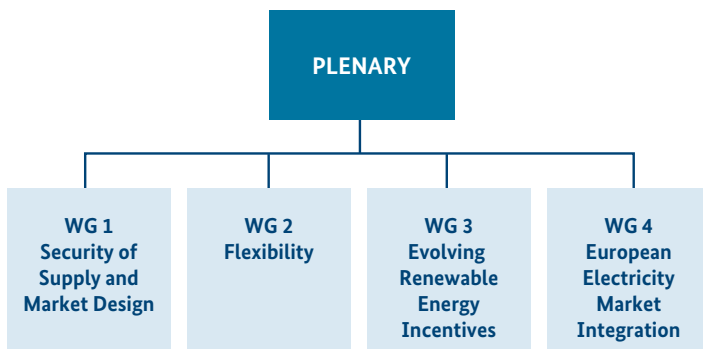 PLENARY
WG 1
Security of
Supply and
Market Design
WG 2
Flexibility
WG 3
Evolving
Renewable
Energy
Incentives
WG 4
European
Electricity
Market
Integration